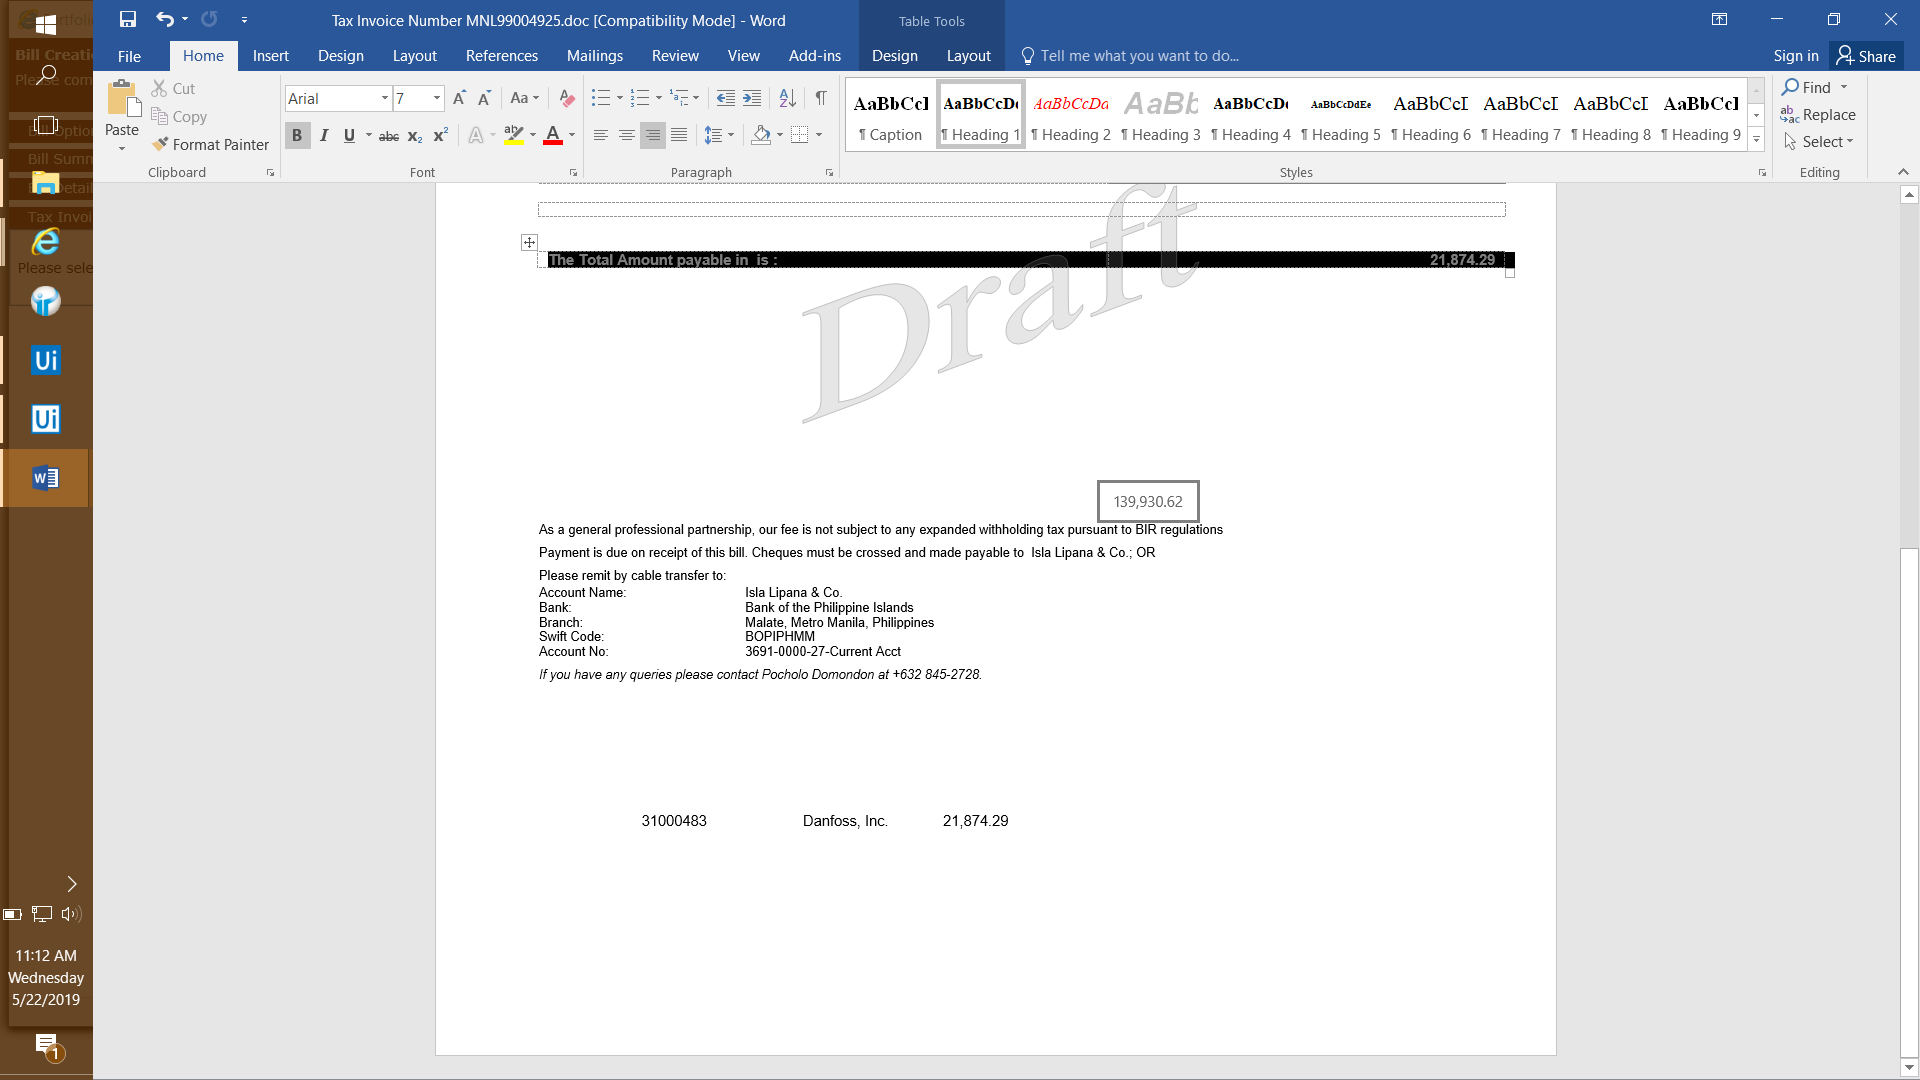 Tax Invoice Number MNL99004925.doc [Compatibility Mode] - Word
Table Tools
File Home Insert Design Layout References Mailings Review View Add-ins Design Layout Tell me what you want to do... Sign in Share
Paste
Cut
Copy
Format Painter
Clipboard
Arial 7
Aa
B I U abc X₂ X²
Font
Paragraph
AaBbCcI AaBbCcDc AaBbCcDa AaBb AaBbCcDc AaBbCcDdEe AaBbCcI AaBbCcI AaBbCcI AaBbCcI
¶ Caption ¶ Heading 1 ¶ Heading 2 ¶ Heading 3 ¶ Heading 4 ¶ Heading 5 ¶ Heading 6 ¶ Heading 7 ¶ Heading 8 ¶ Heading 9
Styles
Find
Replace
Select
Editing
Bill Creati
Please com
Bill Summ
Tax Invoi
Please sele
Ui
Ui
11:12 AM
Wednesday
5/22/2019
1
The Total Amount payable in is : 21,874.29
Draft
139,930.62
As a general professional partnership, our fee is not subject to any expanded withholding tax pursuant to BIR regulations
Payment is due on receipt of this bill. Cheques must be crossed and made payable to Isla Lipana & Co.; OR
Please remit by cable transfer to:
Account Name: Isla Lipana & Co.
Bank: Bank of the Philippine Islands
Branch: Malate, Metro Manila, Philippines
Swift Code: BOPIPHMM
Account No: 3691-0000-27-Current Acct
If you have any queries please contact Pocholo Domondon at +632 845-2728.
31000483 Danfoss, Inc. 21,874.29